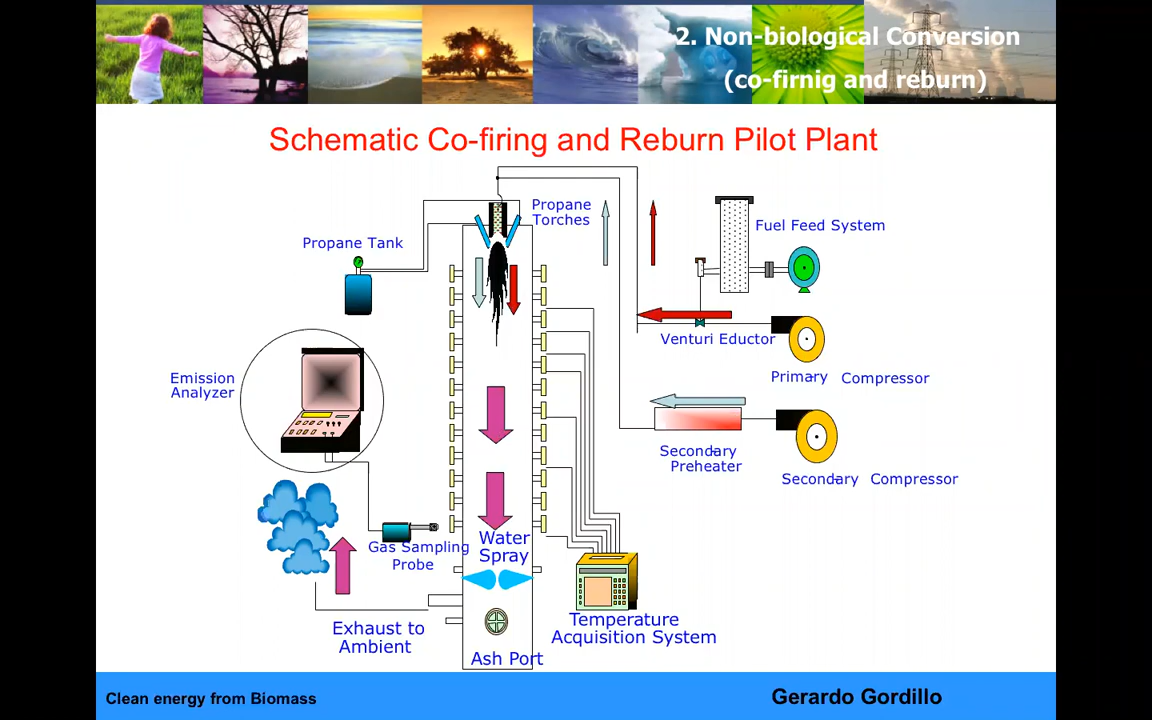 2. Non-biological Conversion
(co-firnig and reburn)
Schematic Co-firing and Reburn Pilot Plant
Propane
Torches
Fuel Feed System
Propane Tank
Venturi Eductor
Primary Compressor
Emission
Analyzer
Secondary
Preheater
Secondary Compressor
Water
Spray
Gas Sampling
Probe
Temperature
Acquisition System
Exhaust to
Ambient
Ash Port
Clean energy from Biomass
Gerardo Gordillo